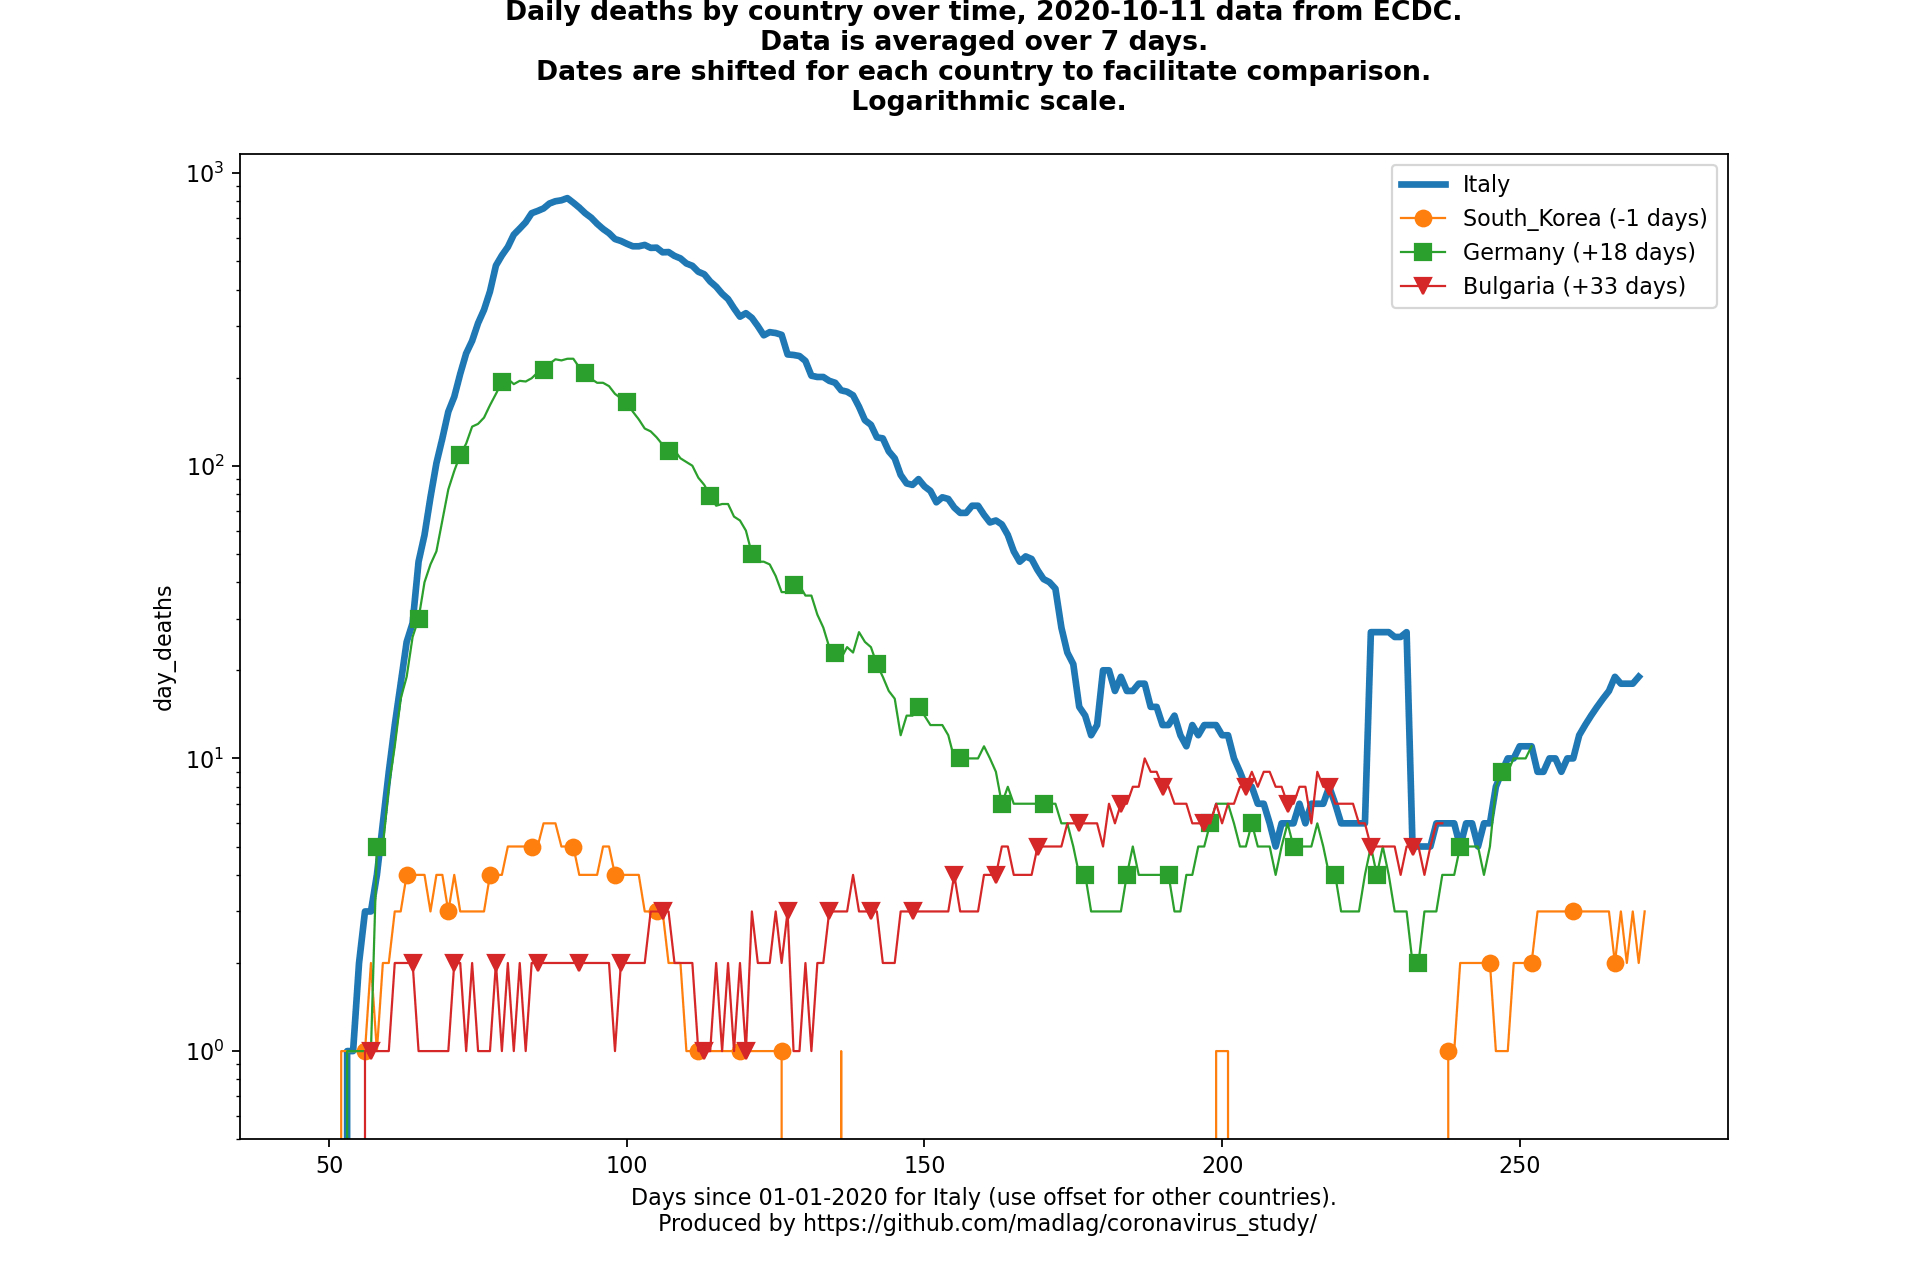 Daily deaths by country over time, 2020-10-11 data from ECDC.
Data is averaged over 7 days.
Dates are shifted for each country to facilitate comparison.
Logarithmic scale.
10³
10²
10¹
10⁰
day_deaths
Italy
South_Korea (-1 days)
Germany (+18 days)
Bulgaria (+33 days)
50 100 150 200 250
Days since 01-01-2020 for Italy (use offset for other countries).
Produced by https://github.com/madlag/coronavirus_study/